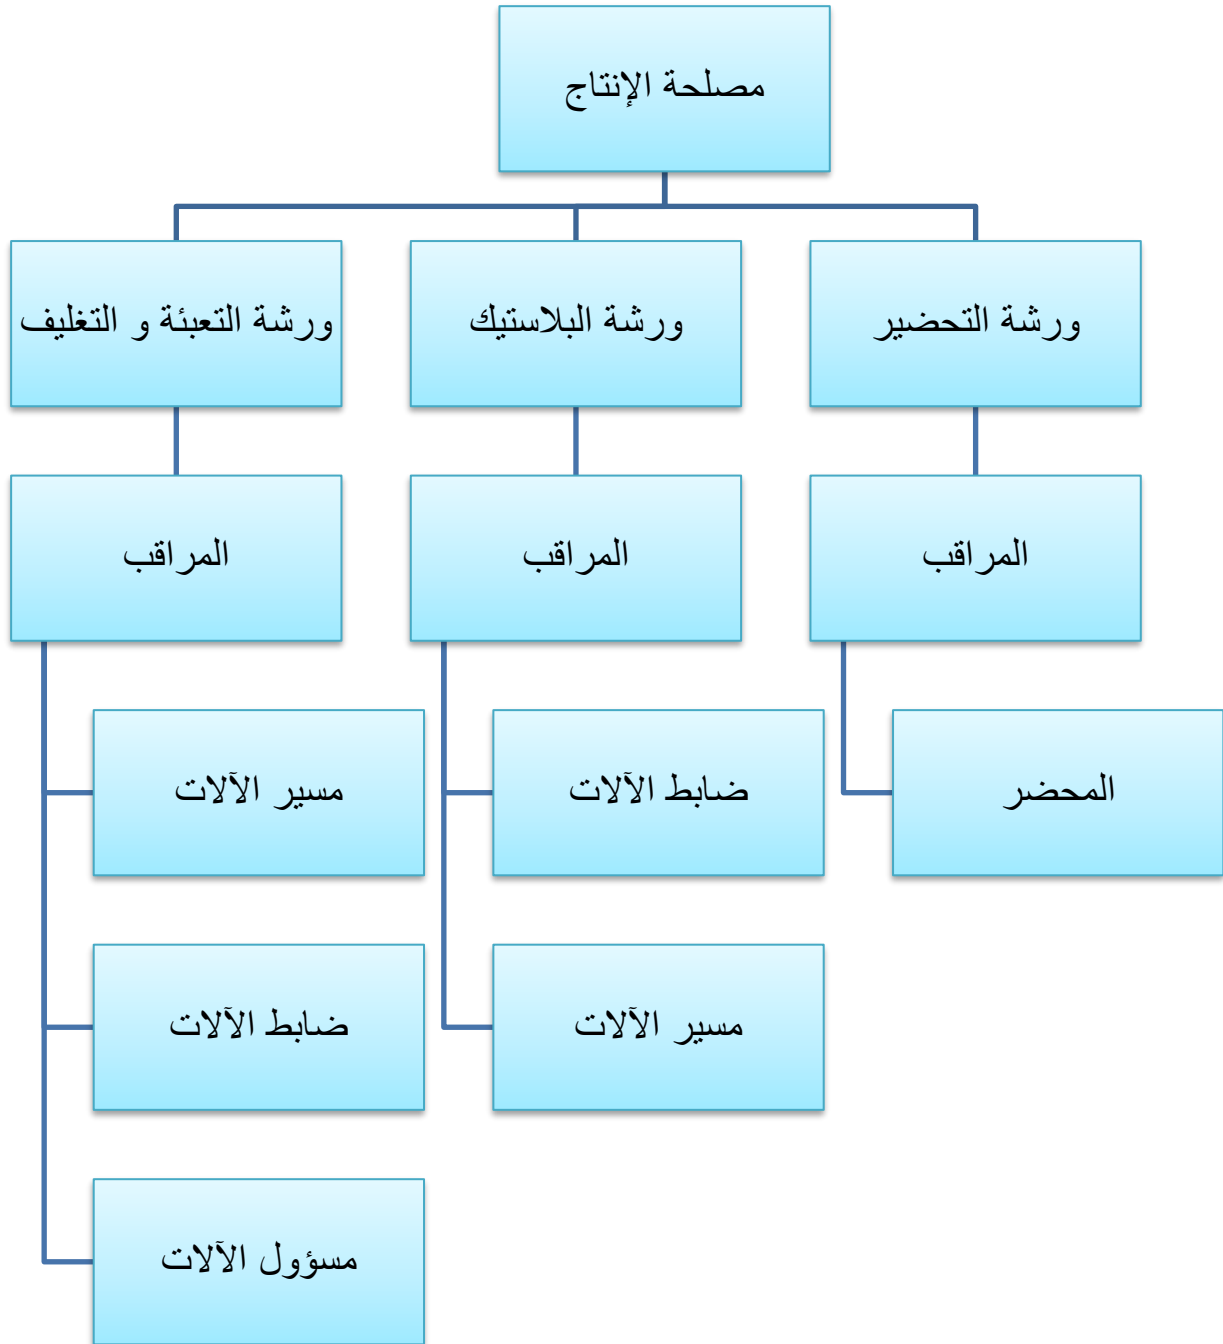 مصلحة الإنتاج
ورشة التحضير
ورشة البلاستيك
ورشة التعبئة و التغليف
المراقب
المراقب
المراقب
المحضر
ضابط الآلات
مسير الآلات
مسير الآلات
ضابط الآلات
مسؤول الآلات